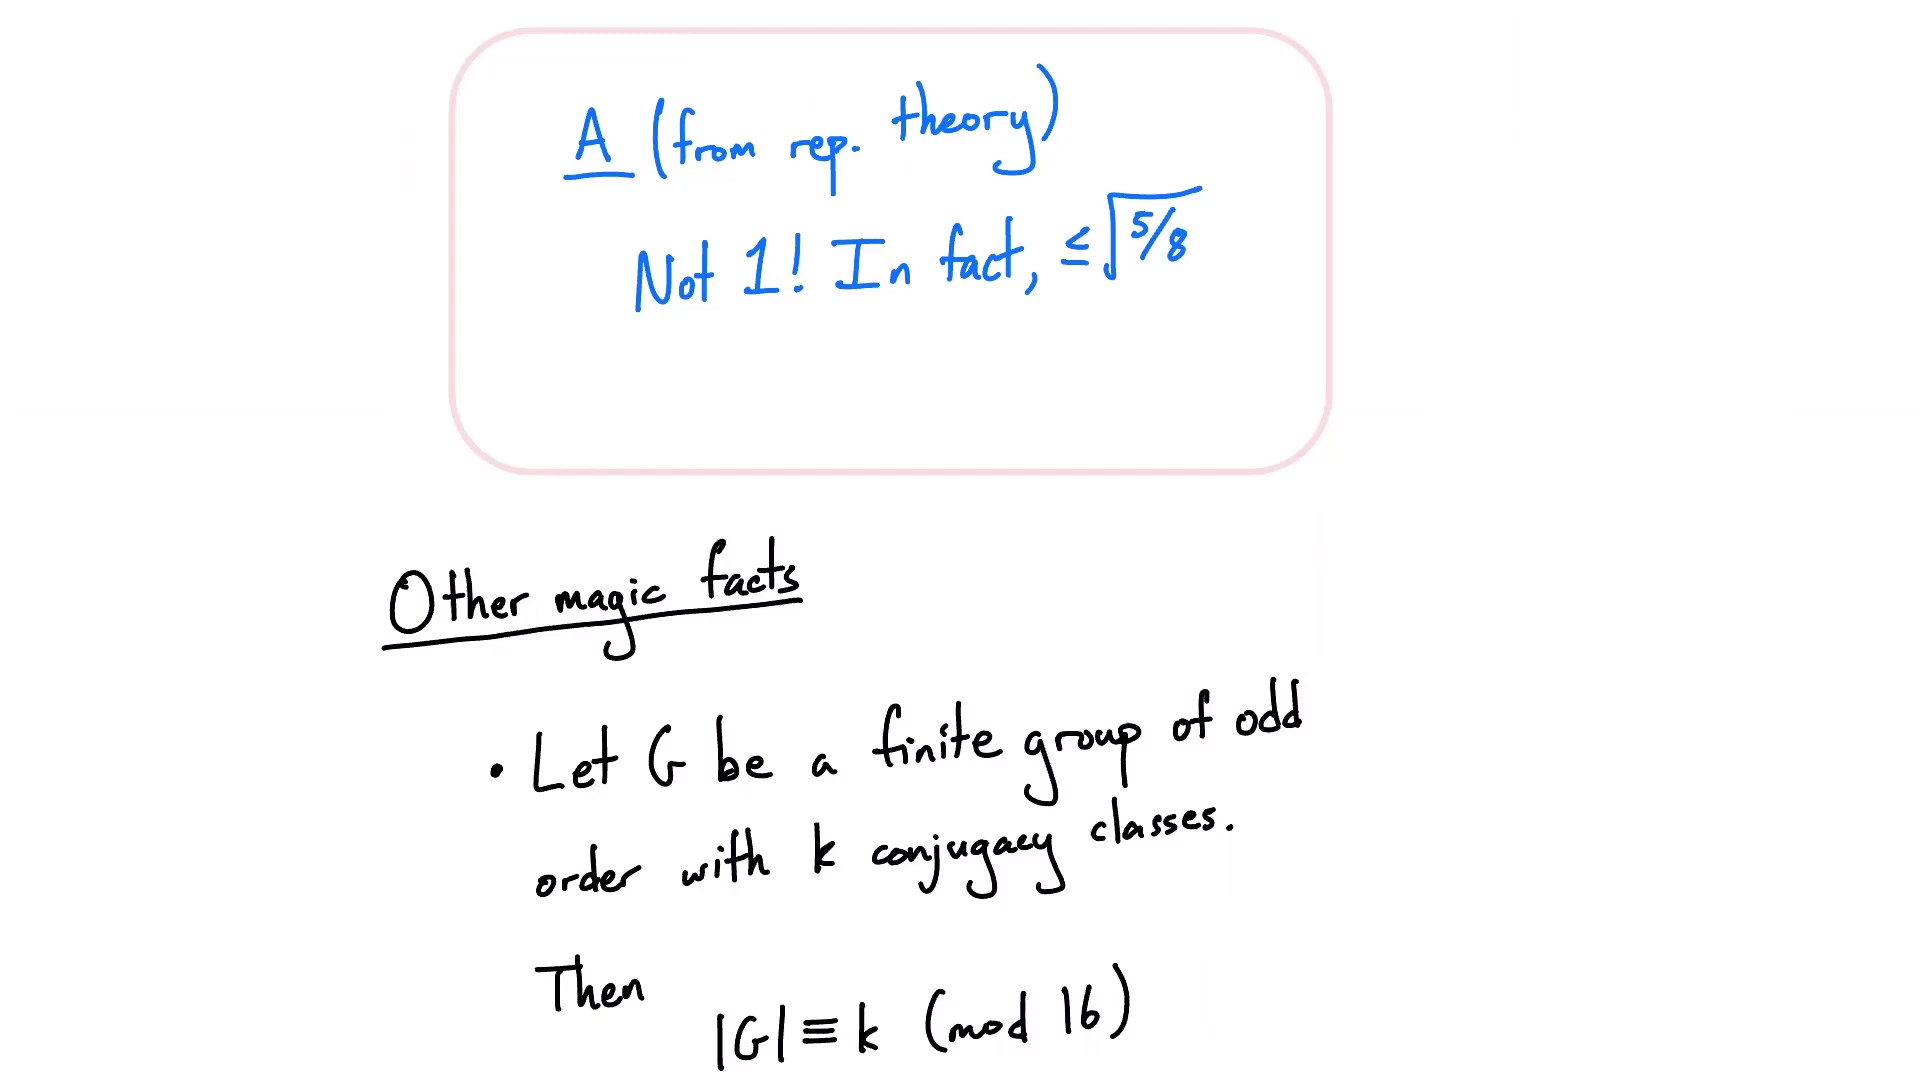 A (from rep. theory)
Not 1! In fact, ≤ √5/8
Other magic facts
• Let G be a finite group of odd
order with k conjugacy classes.
Then
|G| ≡ k (mod 16)